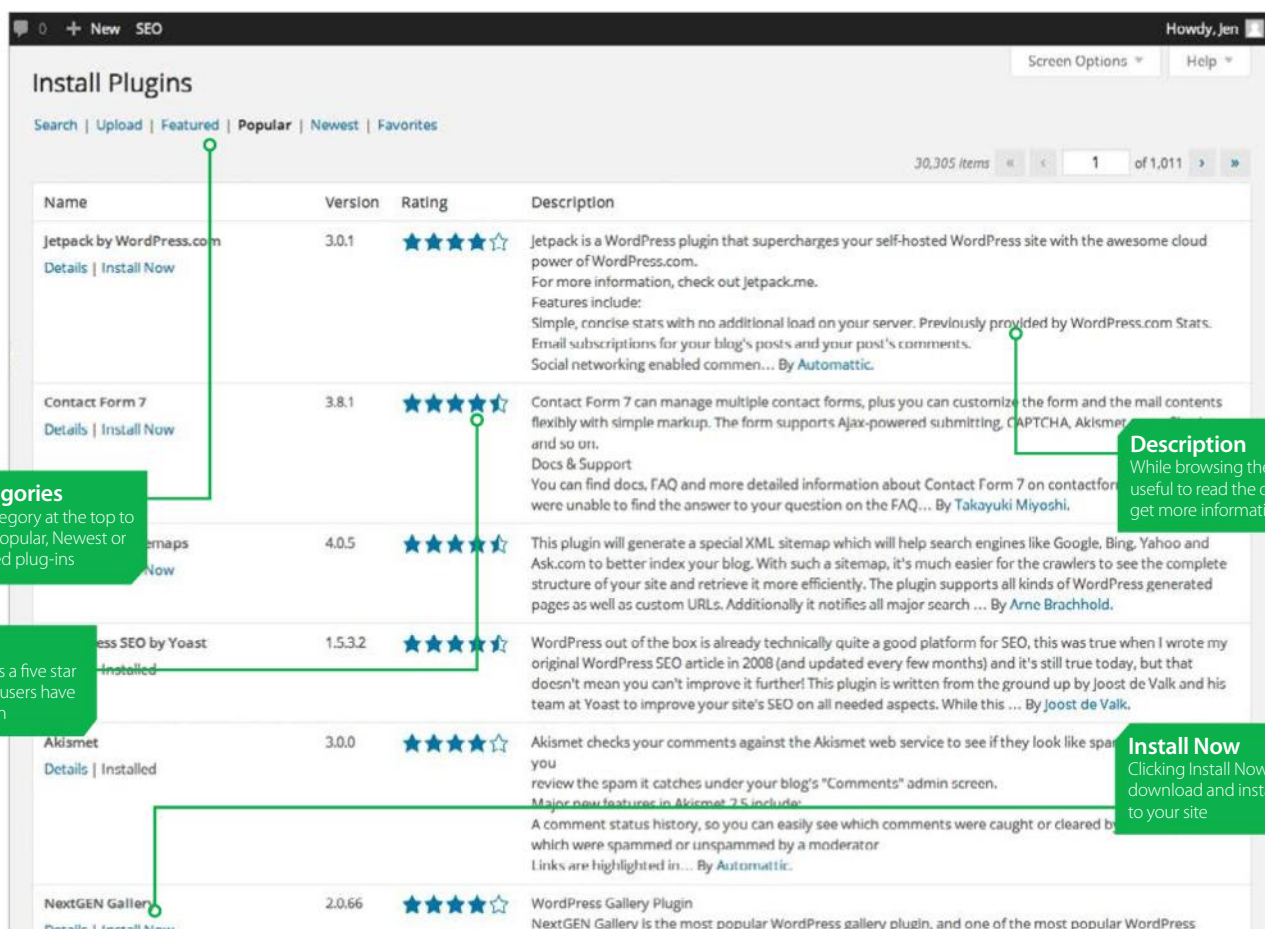 0 + New SEO Howdy, Jen
Screen Options Help
Install Plugins
Search | Upload | Featured | Popular | Newest | Favorites
30,305 items « ‹ 1 of 1,011 › »
Name Version Rating Description
Jetpack by WordPress.com 3.0.1 Jetpack is a WordPress plugin that supercharges your self-hosted WordPress site with the awesome cloud
Details | Install Now power of WordPress.com.
For more information, check out Jetpack.me.
Features include:
Simple, concise stats with no additional load on your server. Previously provided by WordPress.com Stats.
Email subscriptions for your blog's posts and your post's comments.
Social networking enabled commen... By Automattic.
Contact Form 7 3.8.1 Contact Form 7 can manage multiple contact forms, plus you can customize the form and the mail contents
Details | Install Now flexibly with simple markup. The form supports Ajax-powered submitting, CAPTCHA, Akismet
and so on.
Docs & Support
You can find docs, FAQ and more detailed information about Contact Form 7 on contactfor
were unable to find the answer to your question on the FAQ... By Takayuki Miyoshi.
Description
While browsing the
useful to read the
get more informati
gories
egory at the top to
opular, Newest or
ed plug-ins
emaps 4.0.5 This plugin will generate a special XML sitemap which will help search engines like Google, Bing, Yahoo and
Now Ask.com to better index your blog. With such a sitemap, it's much easier for the crawlers to see the complete
structure of your site and retrieve it more efficiently. The plugin supports all kinds of WordPress generated
pages as well as custom URLs. Additionally it notifies all major search ... By Arne Brachhold.
ess SEO by Yoast 1.5.3.2 WordPress out of the box is already technically quite a good platform for SEO, this was true when I wrote my
Installed original WordPress SEO article in 2008 (and updated every few months) and it's still true today, but that
doesn't mean you can't improve it further! This plugin is written from the ground up by Joost de Valk and his
team at Yoast to improve your site's SEO on all needed aspects. While this ... By Joost de Valk.
s a five star
users have
n
Akismet 3.0.0 Akismet checks your comments against the Akismet web service to see if they look like spa
Details | Installed you
review the spam it catches under your blog's "Comments" admin screen.
Major new features in Akismet 2.5 include:
A comment status history, so you can easily see which comments were caught or cleared by
which were spammed or unspammed by a moderator
Links are highlighted in... By Automattic.
Install Now
Clicking Install Now
download and inst
to your site
NextGEN Gallery 2.0.66 WordPress Gallery Plugin
Details | Install Now NextGEN Gallery is the most popular WordPress gallery plugin, and one of the most popular WordPress